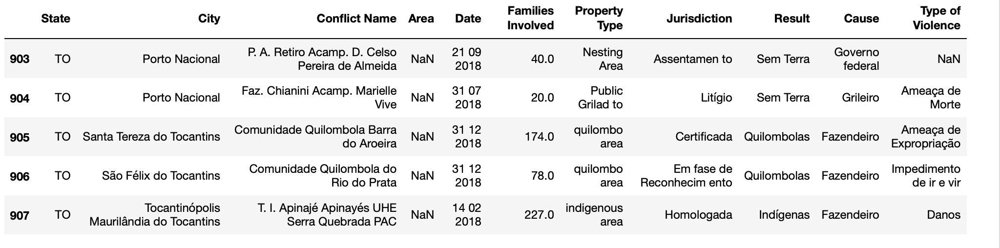 State City Conflict Name Area Date Families Involved Property Type Jurisdiction Result Cause Type of Violence
903 TO Porto Nacional P. A. Retiro Acamp. D. Celso Pereira de Almeida NaN 21 09 2018 40.0 Nesting Area Assentamen to Sem Terra Governo federal NaN
904 TO Porto Nacional Faz. Chianini Acamp. Marielle Vive NaN 31 07 2018 20.0 Public Grilad to Litígio Sem Terra Grileiro Ameaça de Morte
905 TO Santa Tereza do Tocantins Comunidade Quilombola Barra do Aroeira NaN 31 12 2018 174.0 quilombo area Certificada Quilombolas Fazendeiro Ameaça de Expropriação
906 TO São Félix do Tocantins Comunidade Quilombola do Rio do Prata NaN 31 12 2018 78.0 quilombo area Em fase de Reconhecim ento Quilombolas Fazendeiro Impedimento de ir e vir
907 TO Tocantinópolis Maurilândia do Tocantins T. I. Apinajé Apinayés UHE Serra Quebrada PAC NaN 14 02 2018 227.0 indigenous area Homologada Indígenas Fazendeiro Danos